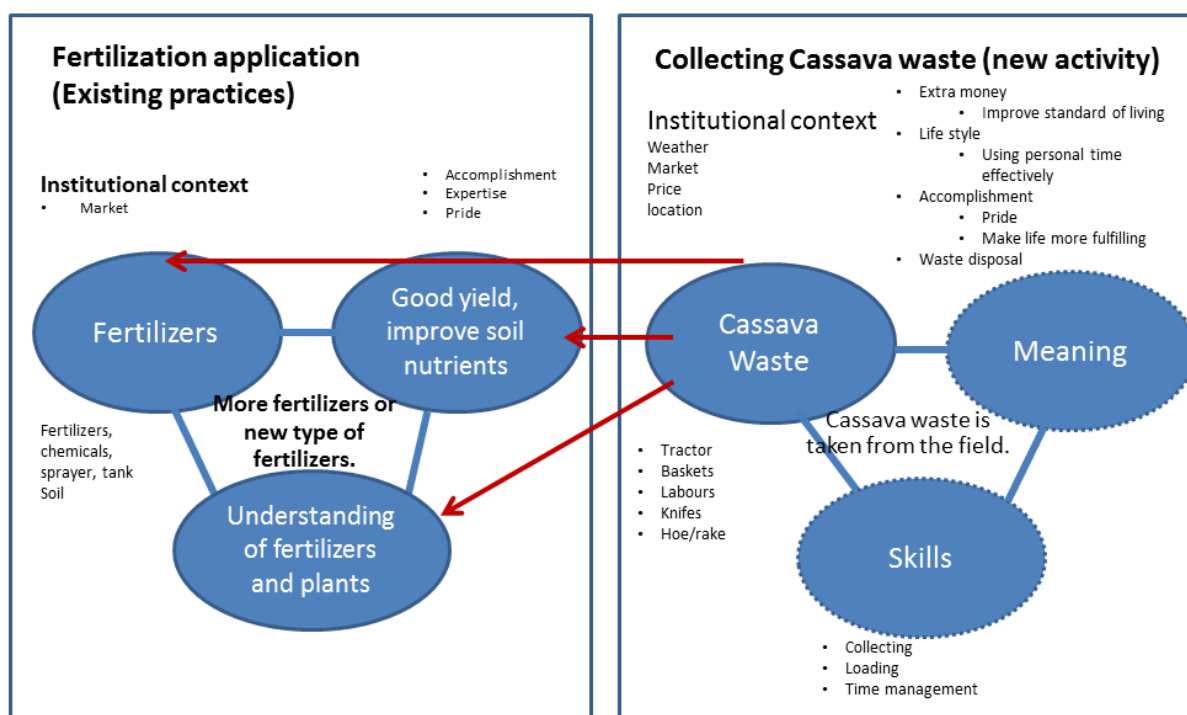 Fertilization application
(Existing practices)
Institutional context
• Market
• Accomplishment
• Expertise
• Pride
Fertilizers
Good yield,
improve soil
nutrients
More fertilizers or
new type of
fertilizers.
Fertilizers,
chemicals,
sprayer, tank
Soil
Understanding
of fertilizers
and plants
Collecting Cassava waste (new activity)
Institutional context
Weather
Market
Price
location
• Extra money
• Improve standard of living
• Life style
• Using personal time
effectively
• Accomplishment
• Pride
• Make life more fulfilling
• Waste disposal
Cassava
Waste
Meaning
Cassava waste is
taken from the field.
• Tractor
• Baskets
• Labours
• Knifes
• Hoe/rake
Skills
• Collecting
• Loading
• Time management